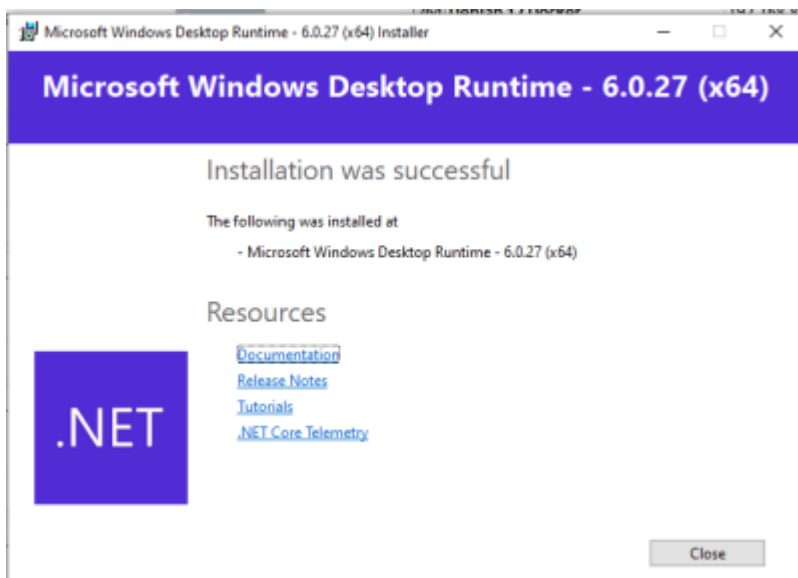 Microsoft Windows Desktop Runtime - 6.0.27 (x64) Installer
Microsoft Windows Desktop Runtime - 6.0.27 (x64)
Installation was successful
The following was installed at
- Microsoft Windows Desktop Runtime - 6.0.27 (x64)
Resources
Documentation
Release Notes
Tutorials
.NET Core Telemetry
.NET
Close